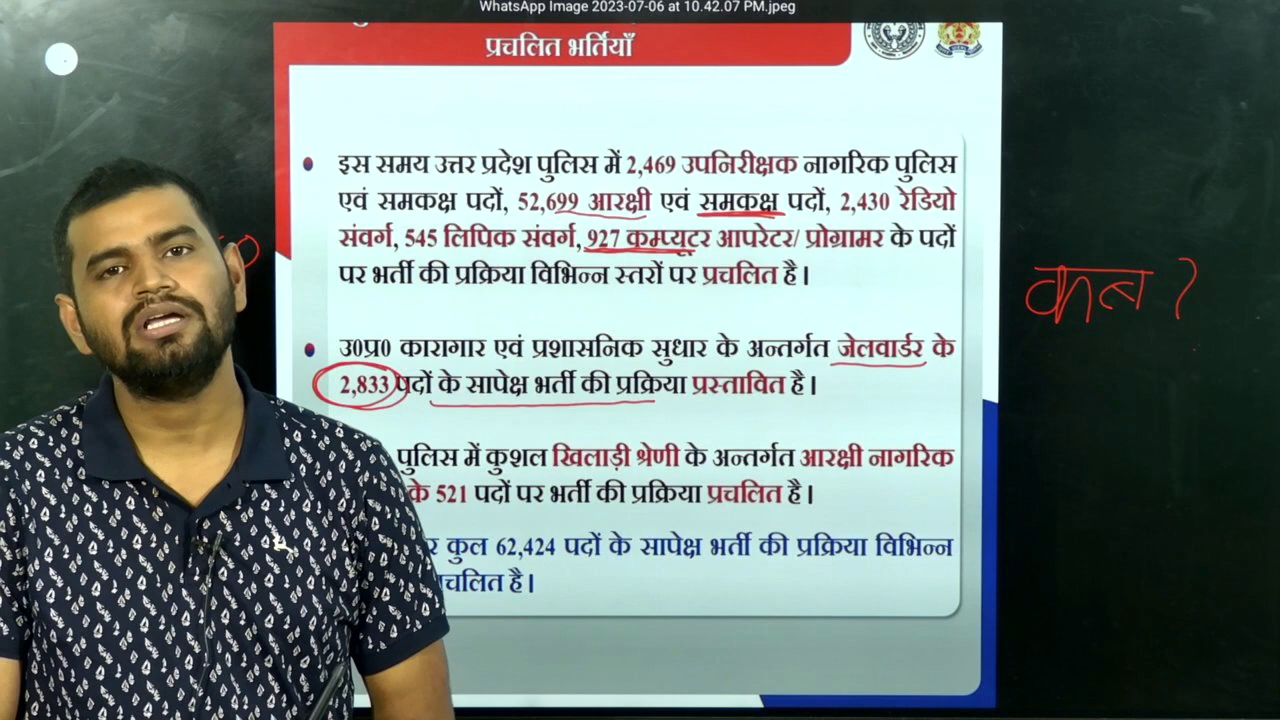 WhatsApp Image 2023-07-06 at 10.42.07 PM.jpeg
प्रचलित भर्तियाँ
इस समय उत्तर प्रदेश पुलिस में 2,469 उपनिरीक्षक नागरिक पुलिस
एवं समकक्ष पदों, 52,699 आरक्षी एवं समकक्ष पदों, 2,430 रेडियो
संवर्ग, 545 लिपिक संवर्ग, 927 कम्प्यूटर आपरेटर/ प्रोग्रामर के पदों
पर भर्ती की प्रक्रिया विभिन्न स्तरों पर प्रचलित है।
कब ?
उ0प्र0 कारागार एवं प्रशासनिक सुधार के अन्तर्गत जेलवार्डर के
2,833 पदों के सापेक्ष भर्ती की प्रक्रिया प्रस्तावित है।
पुलिस में कुशल खिलाड़ी श्रेणी के अन्तर्गत आरक्षी नागरिक
के 521 पदों पर भर्ती की प्रक्रिया प्रचलित है।
कुल 62,424 पदों के सापेक्ष भर्ती की प्रक्रिया विभिन्न
है।